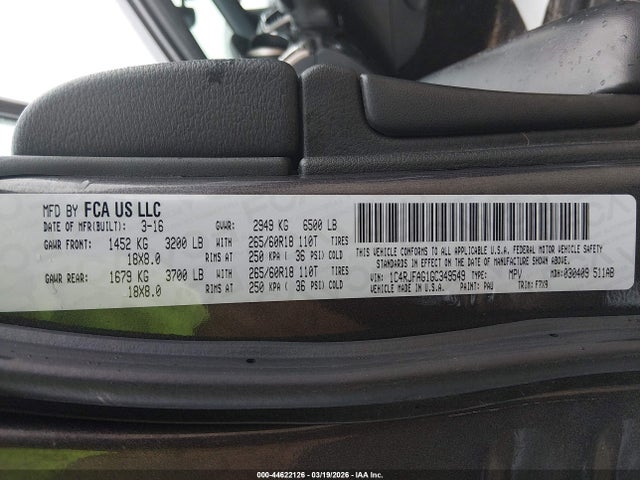 MFD BY FCA US LLC
DATE OF MFR(BUILT): 3-16 GVWR: 2949 KG 6500 LB
GAWR FRONT: 1452 KG 3200 LB WITH 265/60R18 110T TIRES
18X8.0 RIMS AT 250 KPA ( 36 PSI) COLD
GAWR REAR: 1679 KG 3700 LB WITH 265/60R18 110T TIRES
18X8.0 RIMS AT 250 KPA ( 36 PSI) COLD
THIS VEHICLE CONFORMS TO ALL APPLICABLE U.S.A. FEDERAL MOTOR VEHICLE SAFETY
STANDARDS IN EFFECT ON THE DATE OF MANUFACTURE SHOWN ABOVE.
VIN: 1C4RJFAG1GC349549 TYPE: MPV MDH: 030409 511AB
VEHICLE MADE IN U.S.A. PAINT: PAU TRIM: F7X9
000-44622126 - 03/19/2026 - IAA Inc.